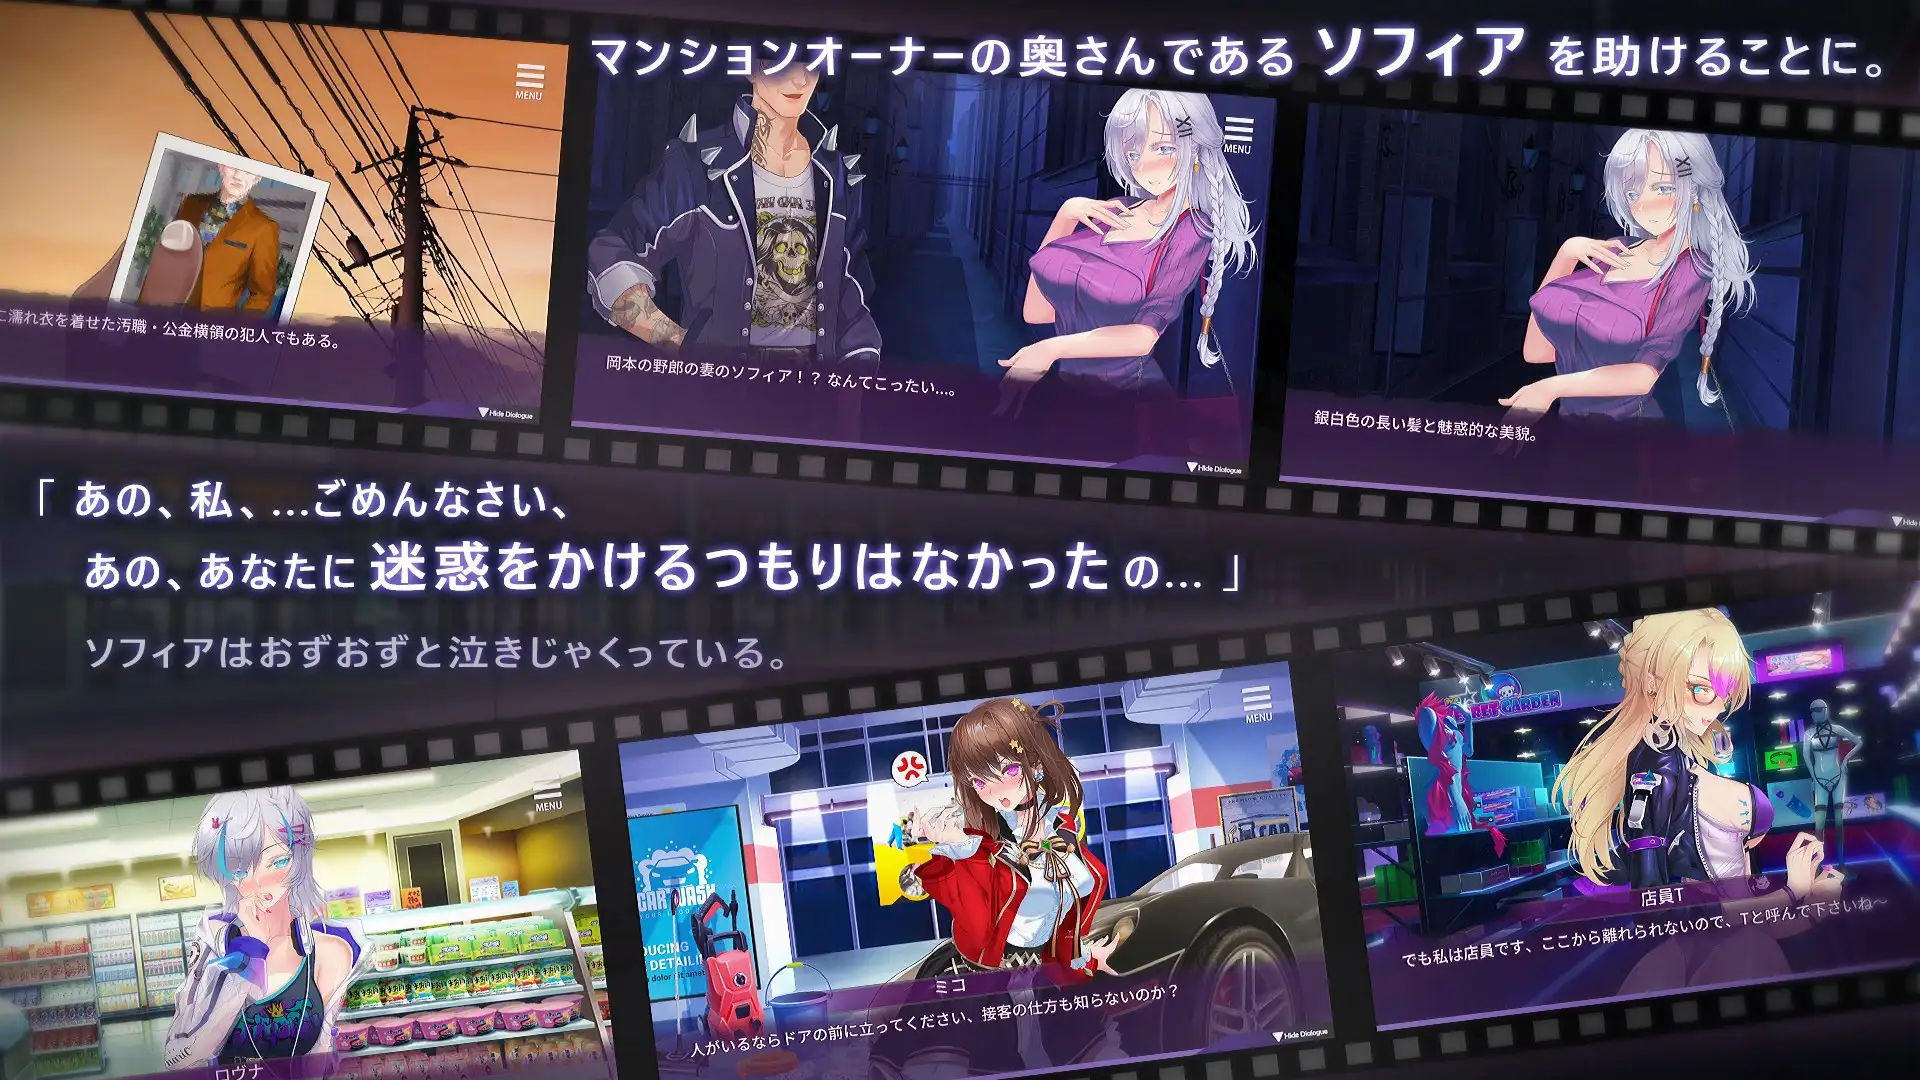 マンションオーナーの奥さんである ソフィア を助けることに。
MENU
に濡れ衣を着せた汚職・公金横領の犯人でもある。
Hide Dialogue
MENU
岡本の野郎の妻のソフィア！？ なんてこったい…。
Hide Dialogue
銀白色の長い髪と魅惑的な美貌。
Hide
「 あの、私、…ごめんなさい、
あの、あなたに 迷惑をかけるつもりはなかった の… 」
ソフィアはおずおずと泣きじゃくっている。
MENU
ロヴナ
MENU
CAR WASH
DETAILI
ミコ
人がいるならドアの前に立ってください、接客の仕方も知らないのか？
Hide Dialogue
GARDEN
店員T
でも私は店員です、ここから離れられないので、Tと呼んで下さいね～